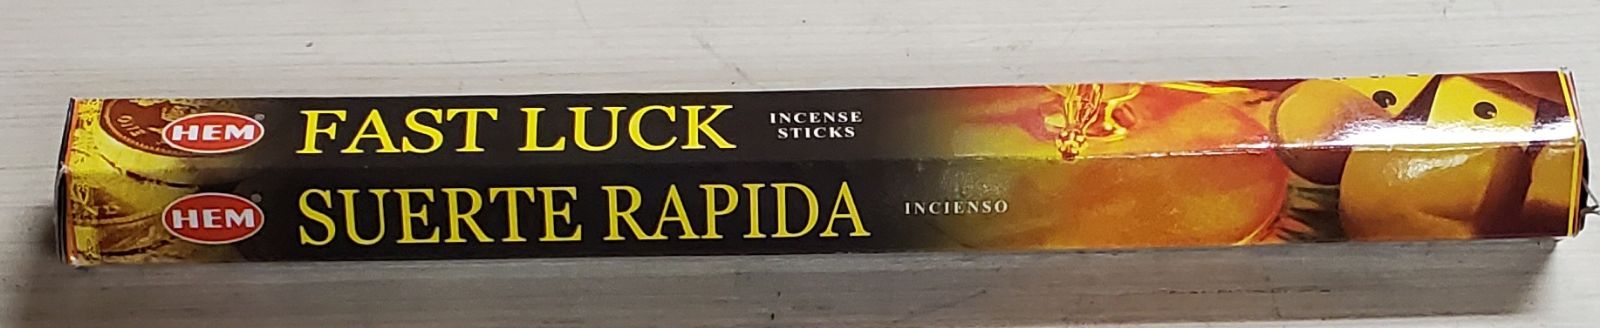 HEM FAST LUCK INCENSE
STICKS
HEM SUERTE RAPIDA INCIENSO